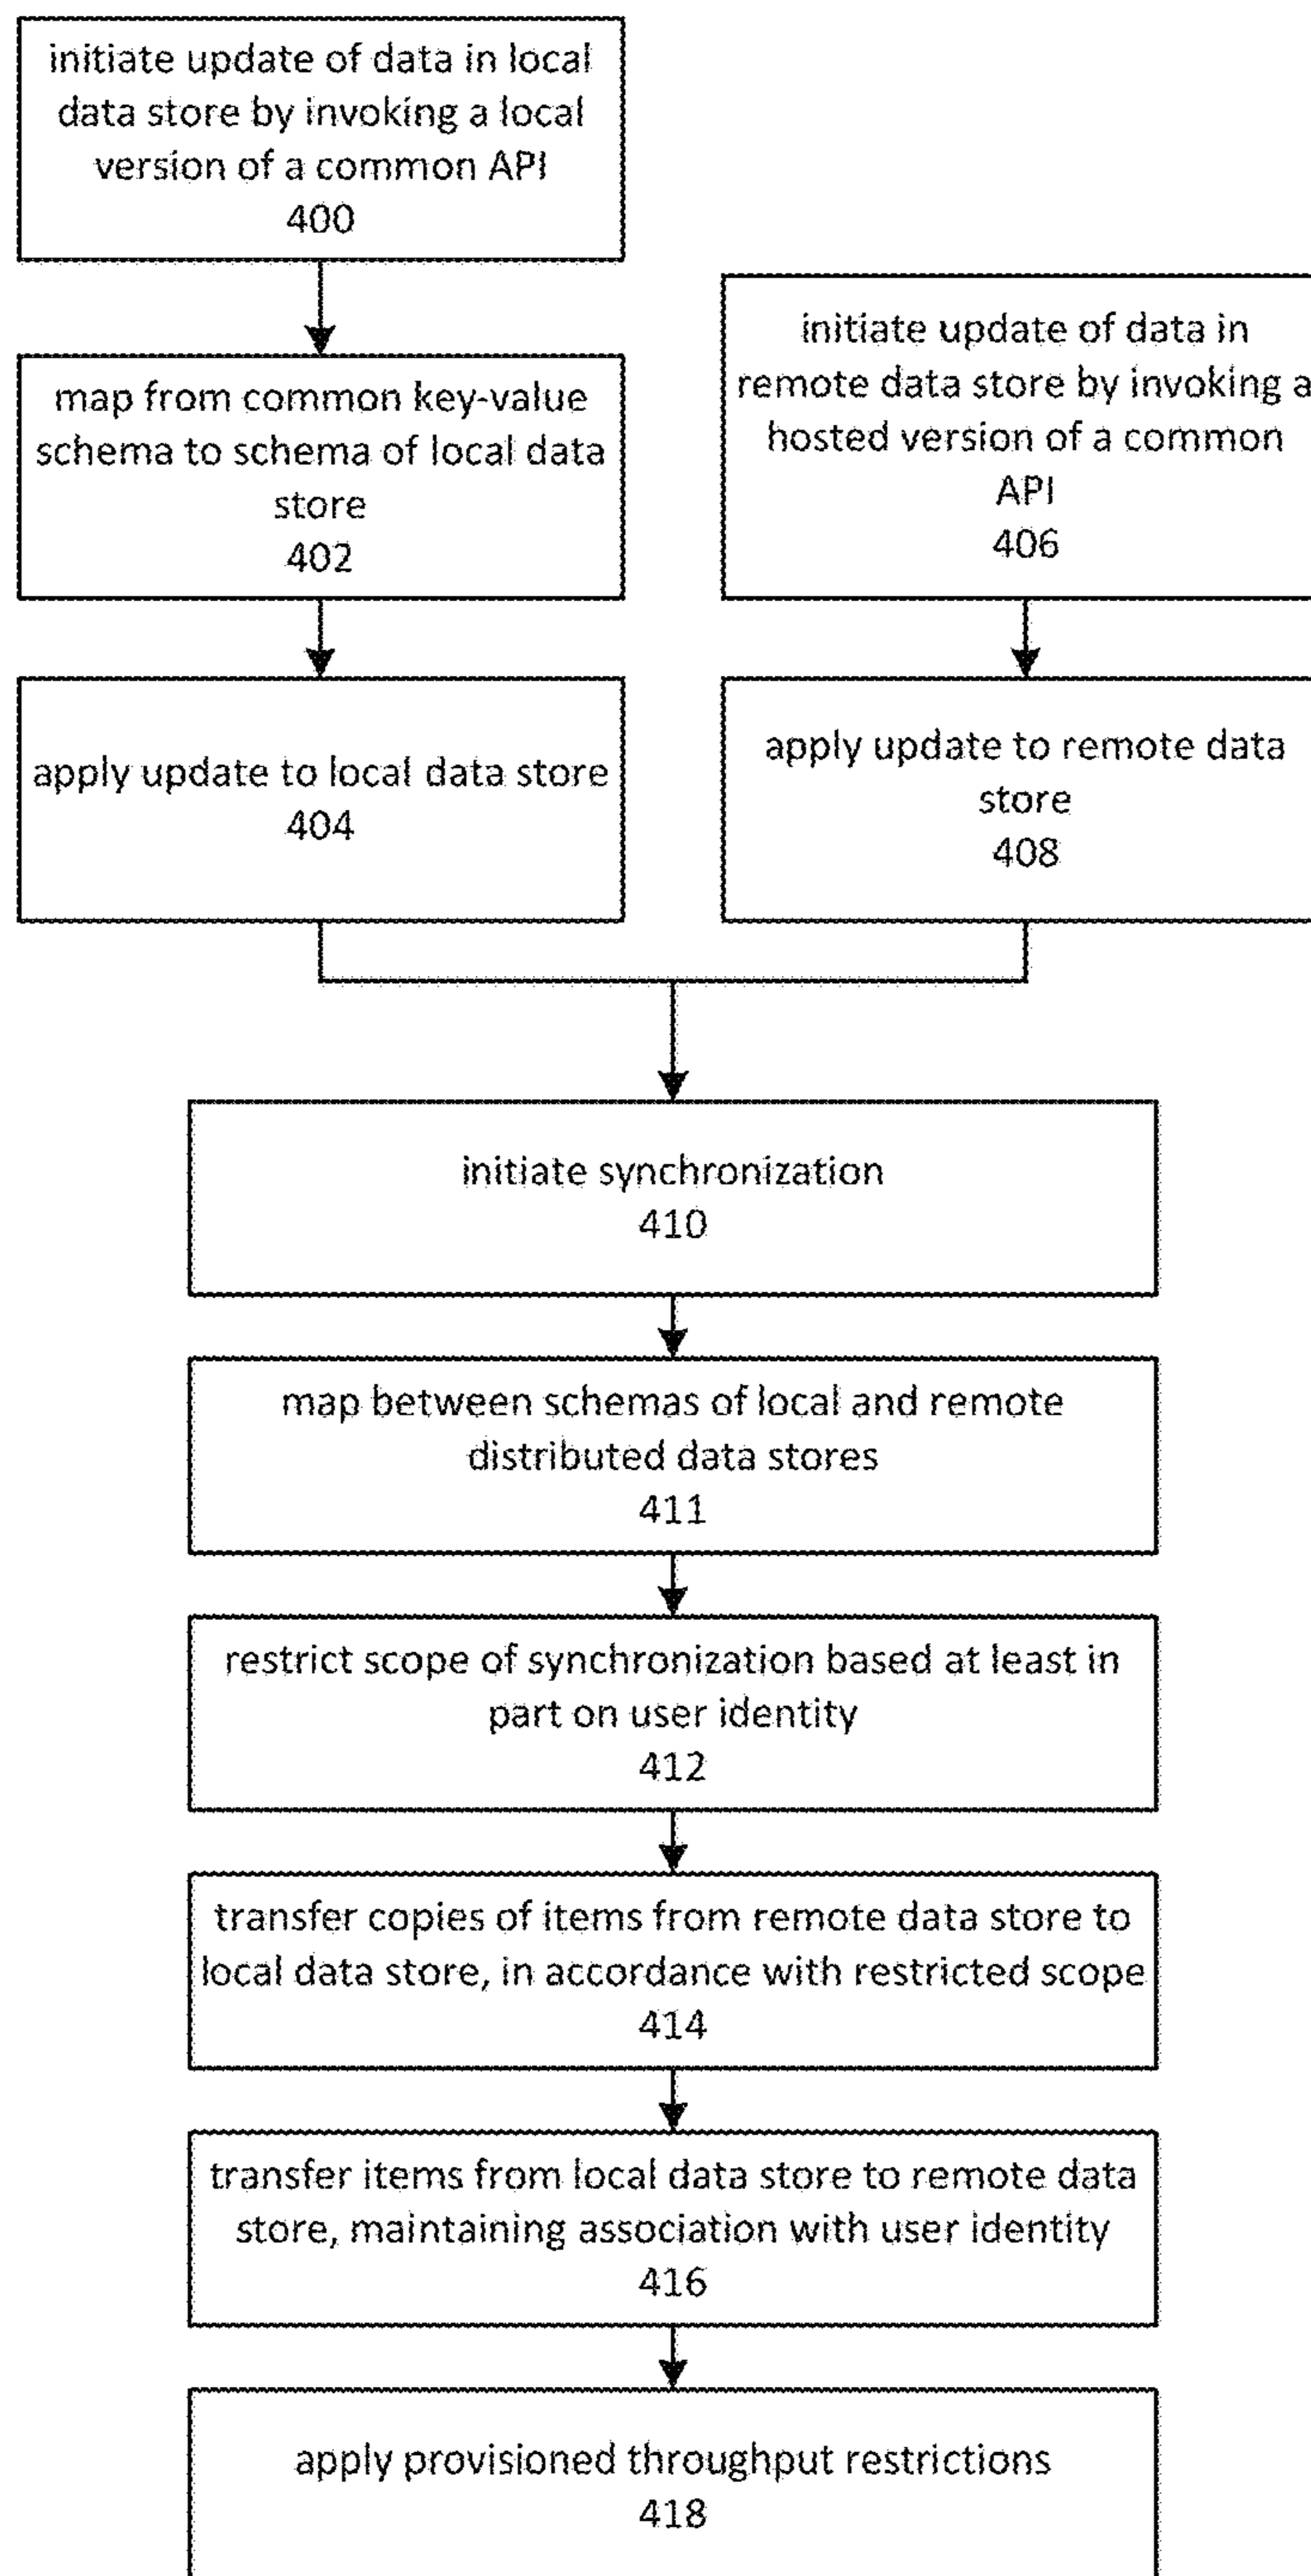 initiate update of data in local
data store by invoking a local
version of a common API
400
map from common key-value
schema to schema of local data
store
402
apply update to local data store
404
initiate update of data in
remote data store by invoking a
hosted version of a common
API
406
apply update to remote data
store
408
initiate synchronization
410
map between schemas of local and remote
distributed data stores
411
restrict scope of synchronization based at least in
part on user identity
412
transfer copies of items from remote data store to
local data store, in accordance with restricted scope
414
transfer items from local data store to remote data
store, maintaining association with user identity
416
apply provisioned throughput restrictions
418